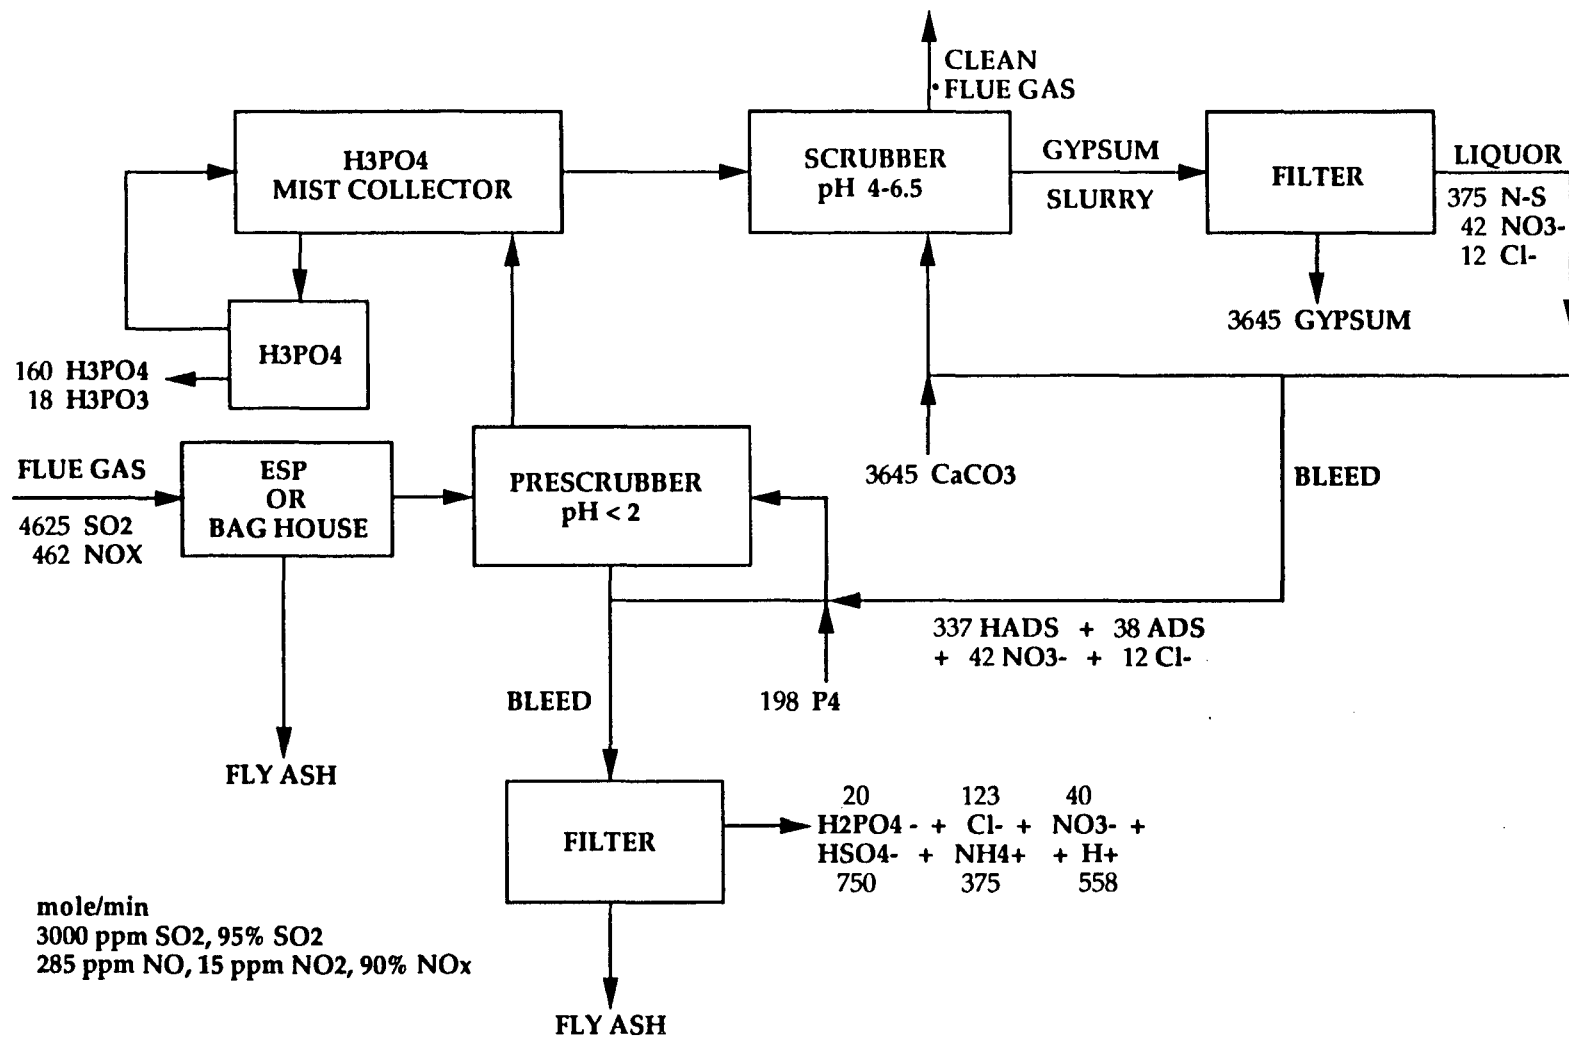 CLEAN
FLUE GAS
H3PO4
MIST COLLECTOR
SCRUBBER
pH 4-6.5
GYPSUM
SLURRY
FILTER
LIQUOR
375 N-S
42 NO3-
12 Cl-
3645 GYPSUM
H3PO4
160 H3PO4
18 H3PO3
FLUE GAS
4625 SO2
462 NOX
ESP
OR
BAG HOUSE
PRESCRUBBER
pH < 2
3645 CaCO3
BLEED
337 HADS + 38 ADS
+ 42 NO3- + 12 Cl-
198 P4
BLEED
FLY ASH
FILTER
20 123 40
H2PO4 - + Cl- + NO3- +
HSO4- + NH4+ + H+
750 375 558
mole/min
3000 ppm SO2, 95% SO2
285 ppm NO, 15 ppm NO2, 90% NOx
FLY ASH